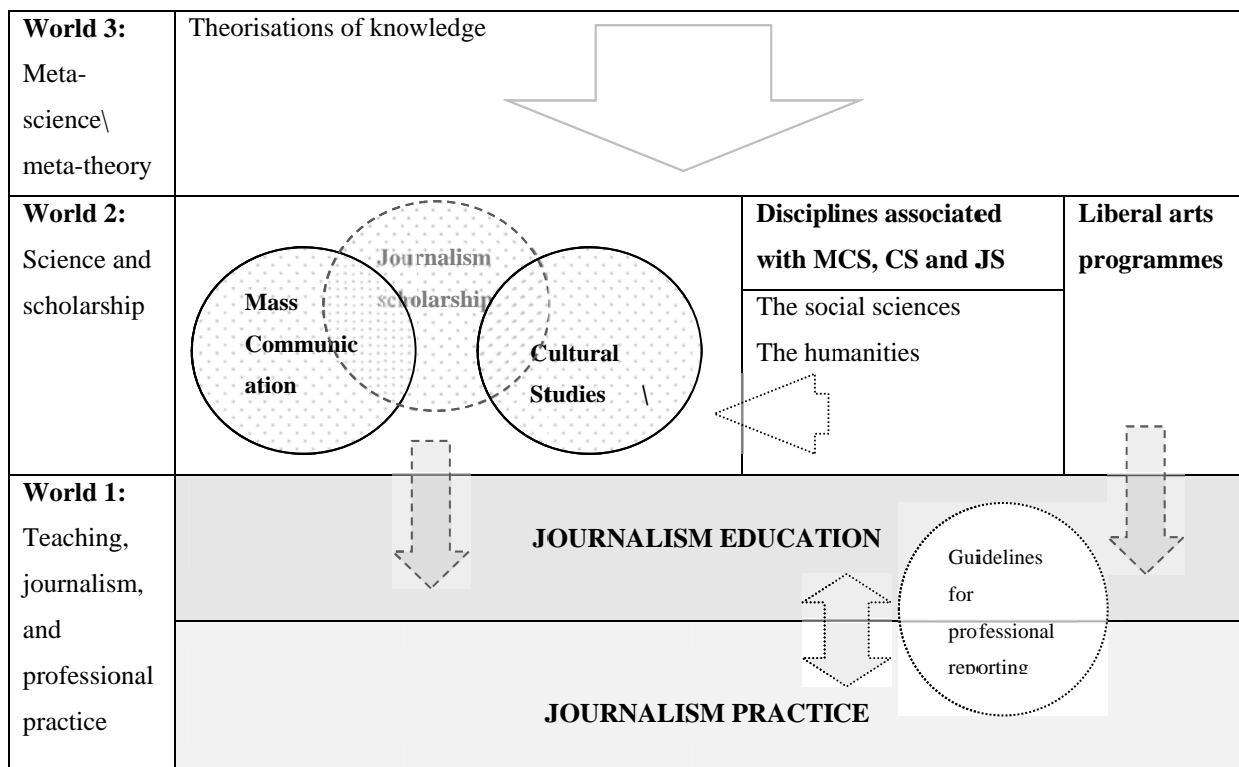 World 3:
Meta-
science\
meta-theory
Theorisations of knowledge
World 2:
Science and
scholarship
Journalism
scholarship
Mass
Communic
ation
Cultural
Studies \
Disciplines associated
with MCS, CS and JS
The social sciences
The humanities
Liberal arts
programmes
World 1:
Teaching,
journalism,
and
professional
practice
JOURNALISM EDUCATION
Guidelines
for
professional
reporting
JOURNALISM PRACTICE